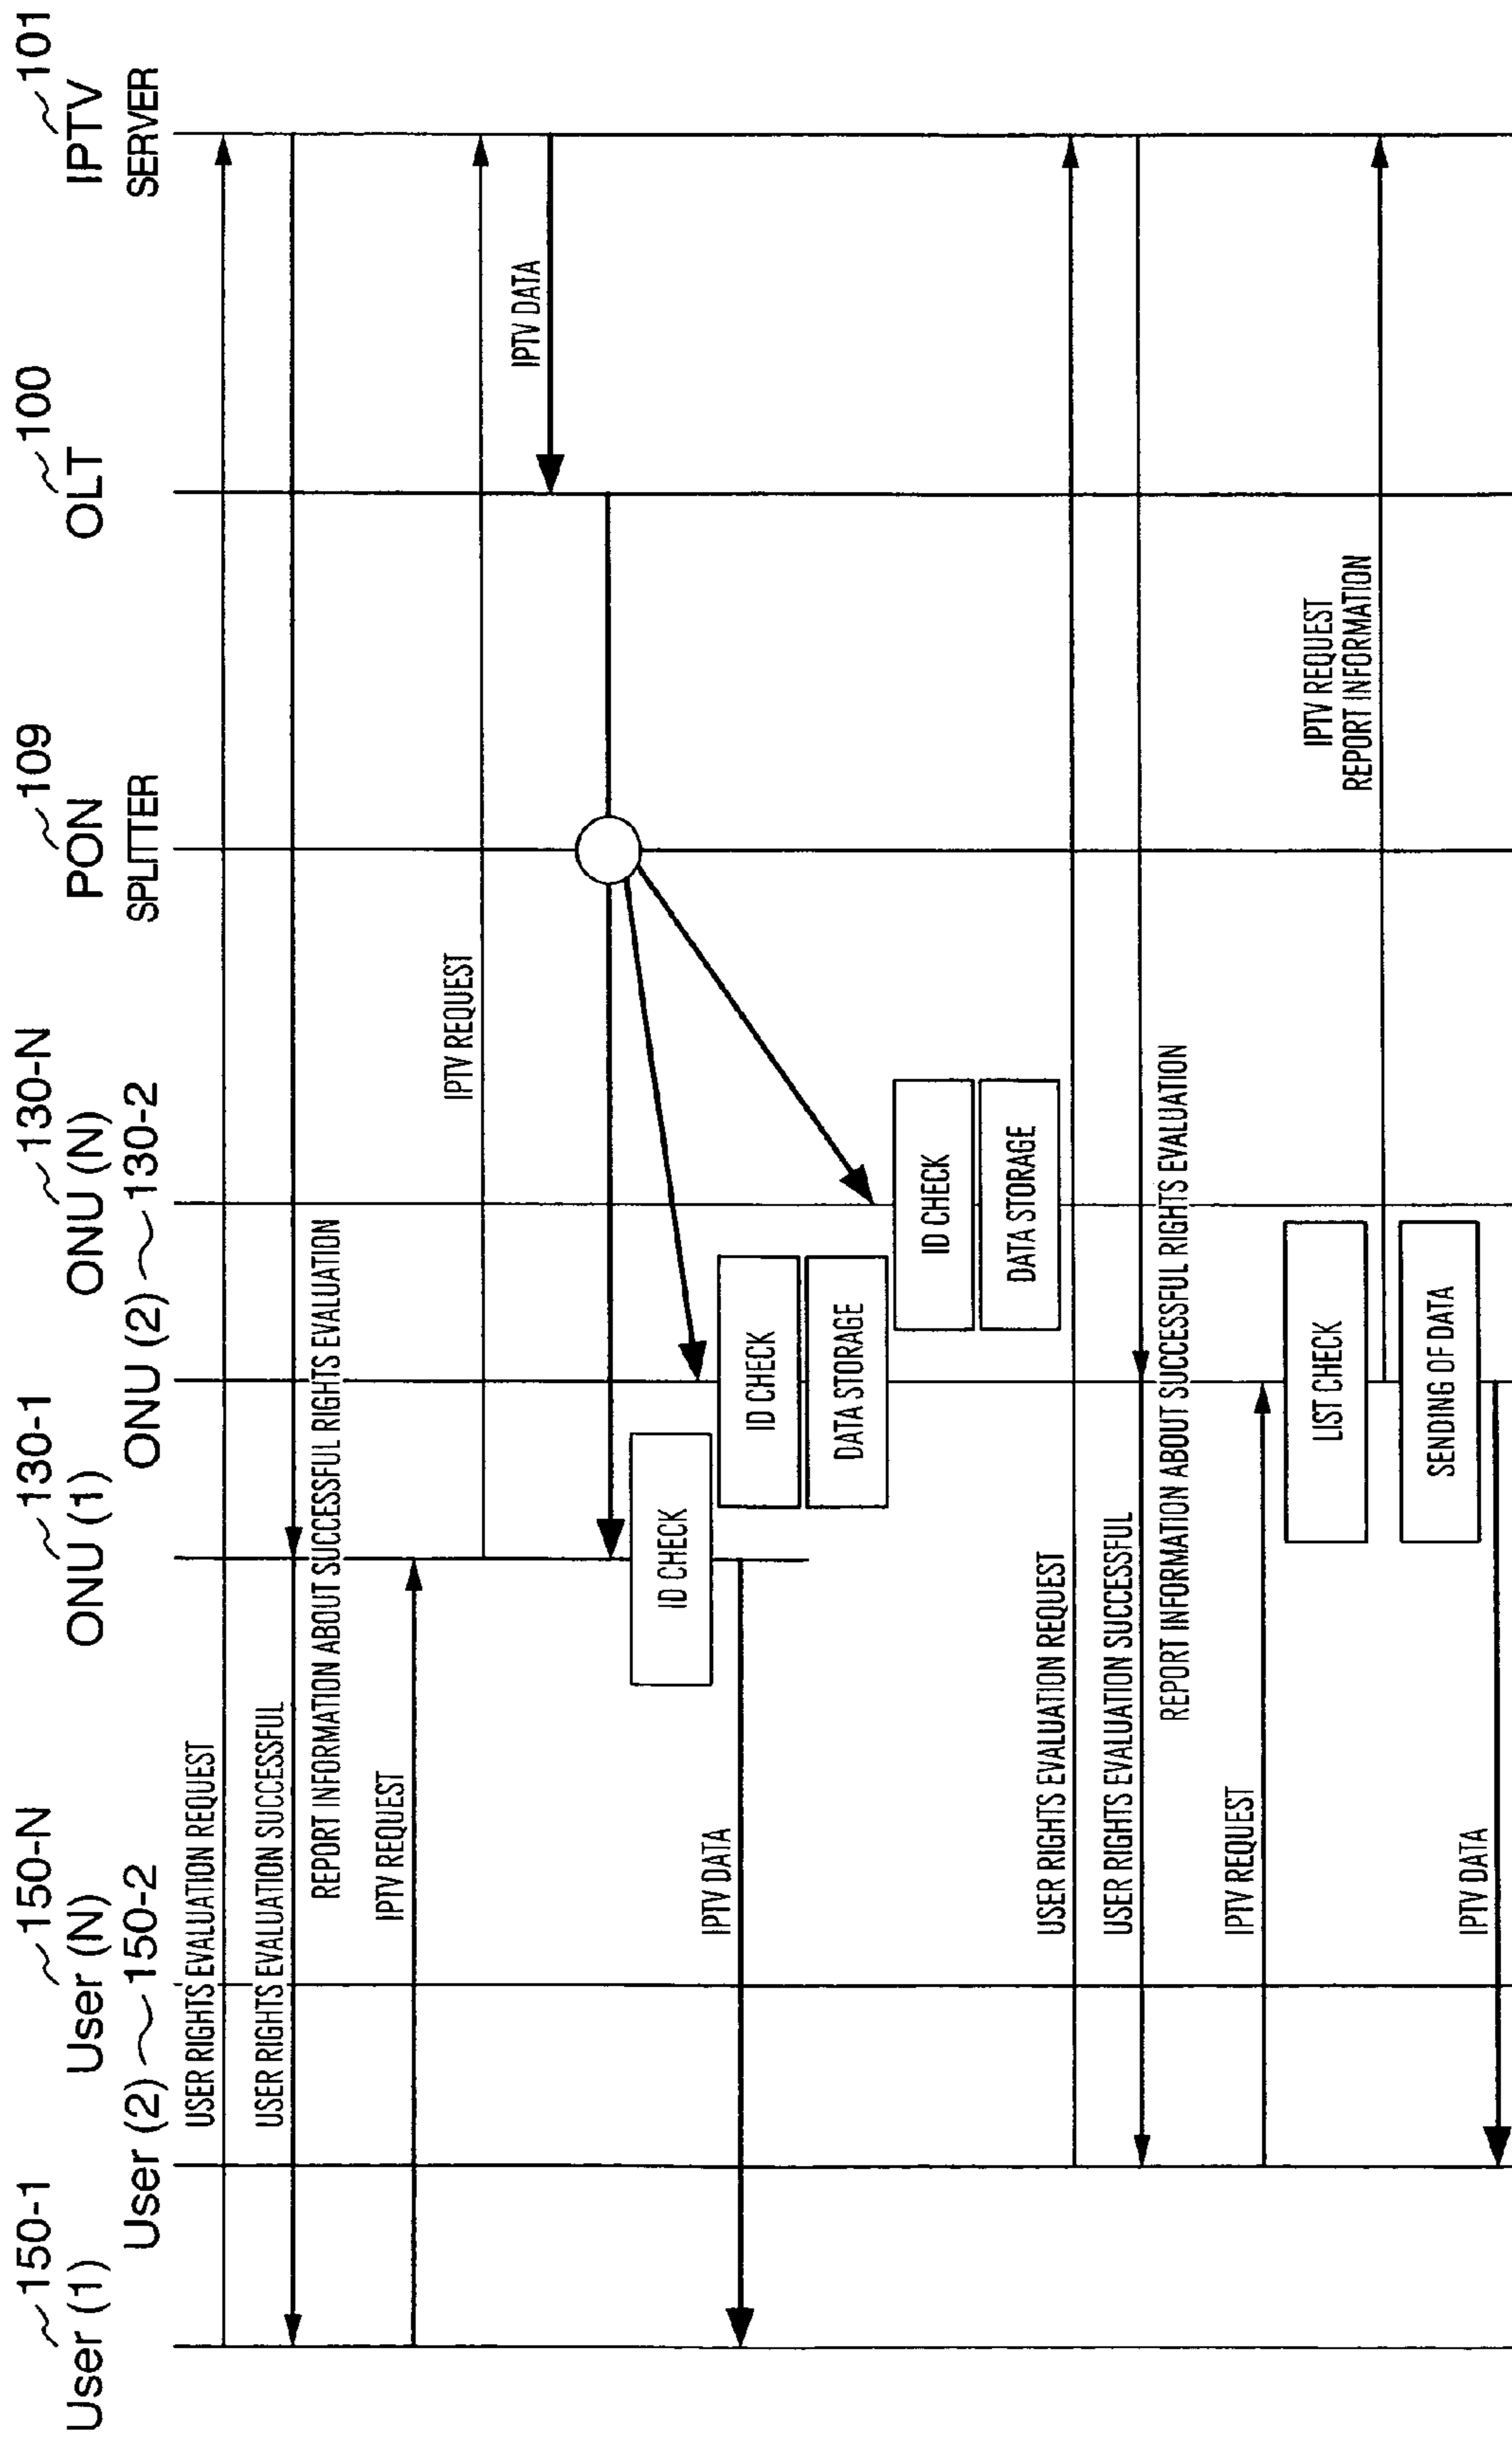 150-1
User (1)
150-N
User (N)
User (2) 150-2
130-1
ONU (1)
130-N
ONU (N)
ONU (2) 130-2
109
PON
SPLITTER
100
OLT
101
IPTV
SERVER
USER RIGHTS EVALUATION REQUEST
USER RIGHTS EVALUATION SUCCESSFUL
REPORT INFORMATION ABOUT SUCCESSFUL RIGHTS EVALUATION
IPTV REQUEST
IPTV REQUEST
IPTV DATA
ID CHECK
IPTV DATA
ID CHECK
DATA STORAGE
ID CHECK
DATA STORAGE
USER RIGHTS EVALUATION REQUEST
USER RIGHTS EVALUATION SUCCESSFUL
REPORT INFORMATION ABOUT SUCCESSFUL RIGHTS EVALUATION
IPTV REQUEST
LIST CHECK
IPTV REQUEST
REPORT INFORMATION
SENDING OF DATA
IPTV DATA